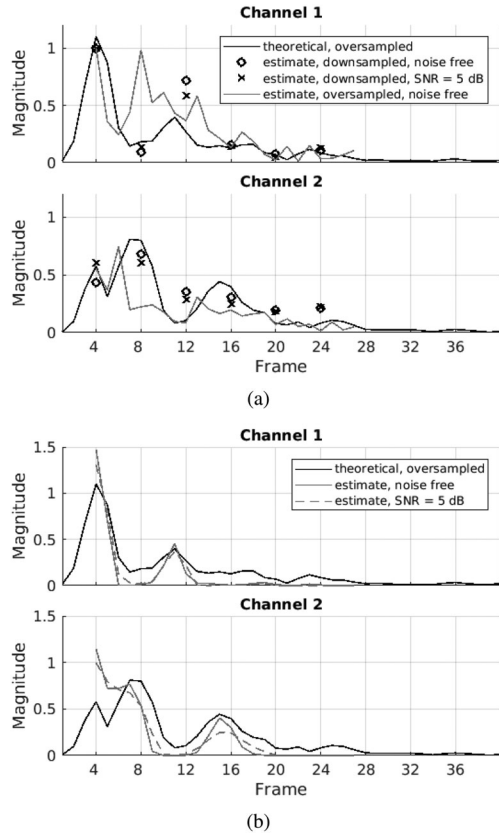 Channel 1
Magnitude
1
0.5
0
theoretical, oversampled
estimate, downsampled, noise free
estimate, downsampled, SNR = 5 dB
estimate, oversampled, noise free
Channel 2
Magnitude
1
0.5
0
4 8 12 16 20 24 28 32 36
Frame
(a)
Channel 1
Magnitude
1.5
1
0.5
0
theoretical, oversampled
estimate, noise free
estimate, SNR = 5 dB
Channel 2
Magnitude
1.5
1
0.5
0
4 8 12 16 20 24 28 32 36
Frame
(b)